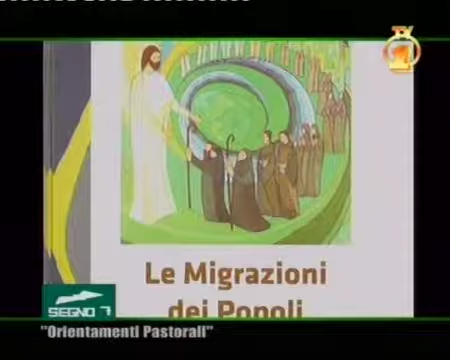 Le Migrazioni
dei Popoli
SEGNO 7
"Orientamenti Pastorali"